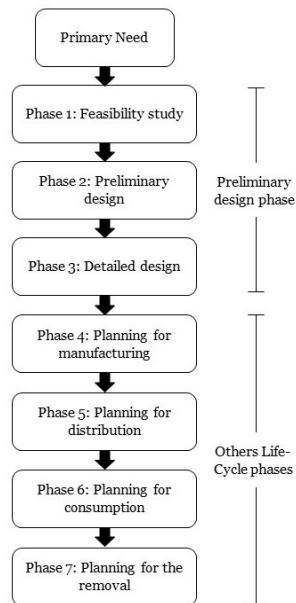 Primary Need
Phase 1: Feasibility study
Phase 2: Preliminary
design
Phase 3: Detailed design
Preliminary
design phase
Phase 4: Planning for
manufacturing
Phase 5: Planning for
distribution
Phase 6: Planning for
consumption
Phase 7: Planning for the
removal
Others Life-
Cycle phases